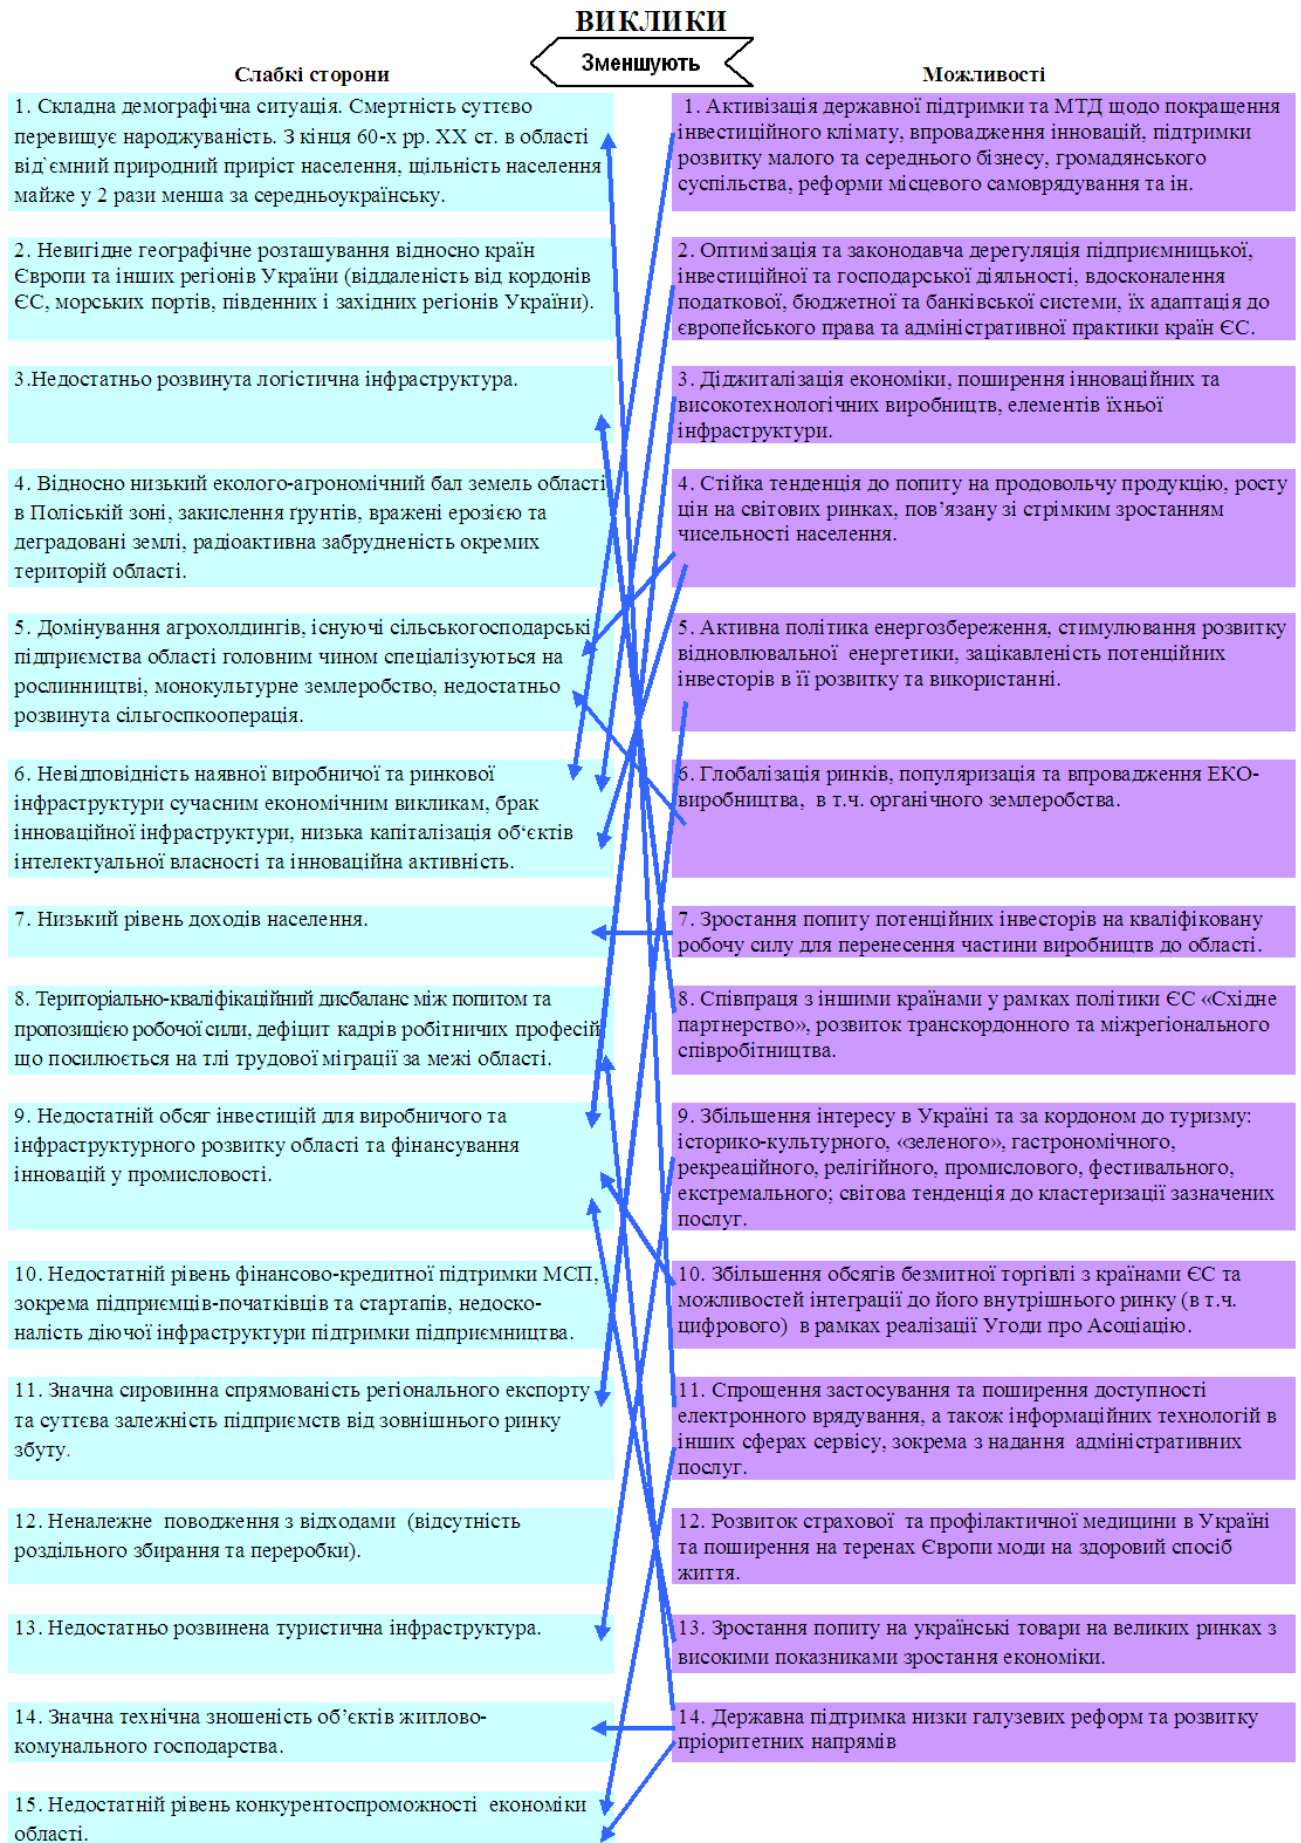 ВИКЛИКИ
Зменшують
Слабкі сторони
Можливості
1. Складна демографічна ситуація. Смертність суттєво
перевищує народжуваність. З кінця 60-х рр. ХХ ст. в області
від`ємний природний приріст населення, щільність населення
майже у 2 рази менша за середньоукраїнську.
2. Невигідне географічне розташування відносно країн
Європи та інших регіонів України (віддаленість від кордонів
ЄС, морських портів, південних і західних регіонів України).
3.Недостатньо розвинута логістична інфраструктура.
4. Відносно низький еколого-агрономічний бал земель області
в Поліській зоні, закислення ґрунтів, вражені ерозією та
деградовані землі, радіоактивна забрудненість окремих
територій області.
5. Домінування агрохолдингів, існуючі сільськогосподарські
підприємства області головним чином спеціалізуються на
рослинництві, монокультурне землеробство, недостатньо
розвинута сільгоспкооперація.
6. Невідповідність наявної виробничої та ринкової
інфраструктури сучасним економічним викликам, брак
інноваційної інфраструктури, низька капіталізація об‘єктів
інтелектуальної власності та інноваційна активність.
7. Низький рівень доходів населення.
8. Територіально-кваліфікаційний дисбаланс між попитом та
пропозицією робочої сили, дефіцит кадрів робітничих професій
що посилюється на тлі трудової міграції за межі області.
9. Недостатній обсяг інвестицій для виробничого та
інфраструктурного розвитку області та фінансування
інновацій у промисловості.
10. Недостатній рівень фінансово-кредитної підтримки МСП,
зокрема підприємців-початківців та стартапів, недоско-
налість діючої інфраструктури підтримки підприємництва.
11. Значна сировинна спрямованість регіонального експорту
та суттєва залежність підприємств від зовнішнього ринку
збуту.
12. Неналежне поводження з відходами (відсутність
роздільного збирання та переробки).
13. Недостатньо розвинена туристична інфраструктура.
14. Значна технічна зношеність об’єктів житлово-
комунального господарства.
15. Недостатній рівень конкурентоспроможності економіки
області.
1. Активізація державної підтримки та МТД щодо покращення
інвестиційного клімату, впровадження інновацій, підтримки
розвитку малого та середнього бізнесу, громадянського
суспільства, реформи місцевого самоврядування та ін.
2. Оптимізація та законодавча дерегуляція підприємницької,
інвестиційної та господарської діяльності, вдосконалення
податкової, бюджетної та банківської системи, їх адаптація до
європейського права та адміністративної практики країн ЄС.
3. Діджиталізація економіки, поширення інноваційних та
високотехнологічних виробництв, елементів їхньої
інфраструктури.
4. Стійка тенденція до попиту на продовольчу продукцію, росту
цін на світових ринках, пов’язану зі стрімким зростанням
чисельності населення.
5. Активна політика енергозбереження, стимулювання розвитку
відновлювальної енергетики, зацікавленість потенційних
інвесторів в її розвитку та використанні.
6. Глобалізація ринків, популяризація та впровадження ЕКО-
виробництва, в т.ч. органічного землеробства.
7. Зростання попиту потенційних інвесторів на кваліфіковану
робочу силу для перенесення частини виробництв до області.
8. Співпраця з іншими країнами у рамках політики ЄС «Східне
партнерство», розвиток транскордонного та міжрегіонального
співробітництва.
9. Збільшення інтересу в Україні та за кордоном до туризму:
історико-культурного, «зеленого», гастрономічного,
рекреаційного, релігійного, промислового, фестивального,
екстремального; світова тенденція до кластеризації зазначених
послуг.
10. Збільшення обсягів безмитної торгівлі з країнами ЄС та
можливостей інтеграції до його внутрішнього ринку (в т.ч.
цифрового) в рамках реалізації Угоди про Асоціацію.
11. Спрощення застосування та поширення доступності
електронного врядування, а також інформаційних технологій в
інших сферах сервісу, зокрема з надання адміністративних
послуг.
12. Розвиток страхової та профілактичної медицини в Україні
та поширення на теренах Європи моди на здоровий спосіб
життя.
13. Зростання попиту на українські товари на великих ринках з
високими показниками зростання економіки.
14. Державна підтримка низки галузевих реформ та розвитку
пріоритетних напрямів